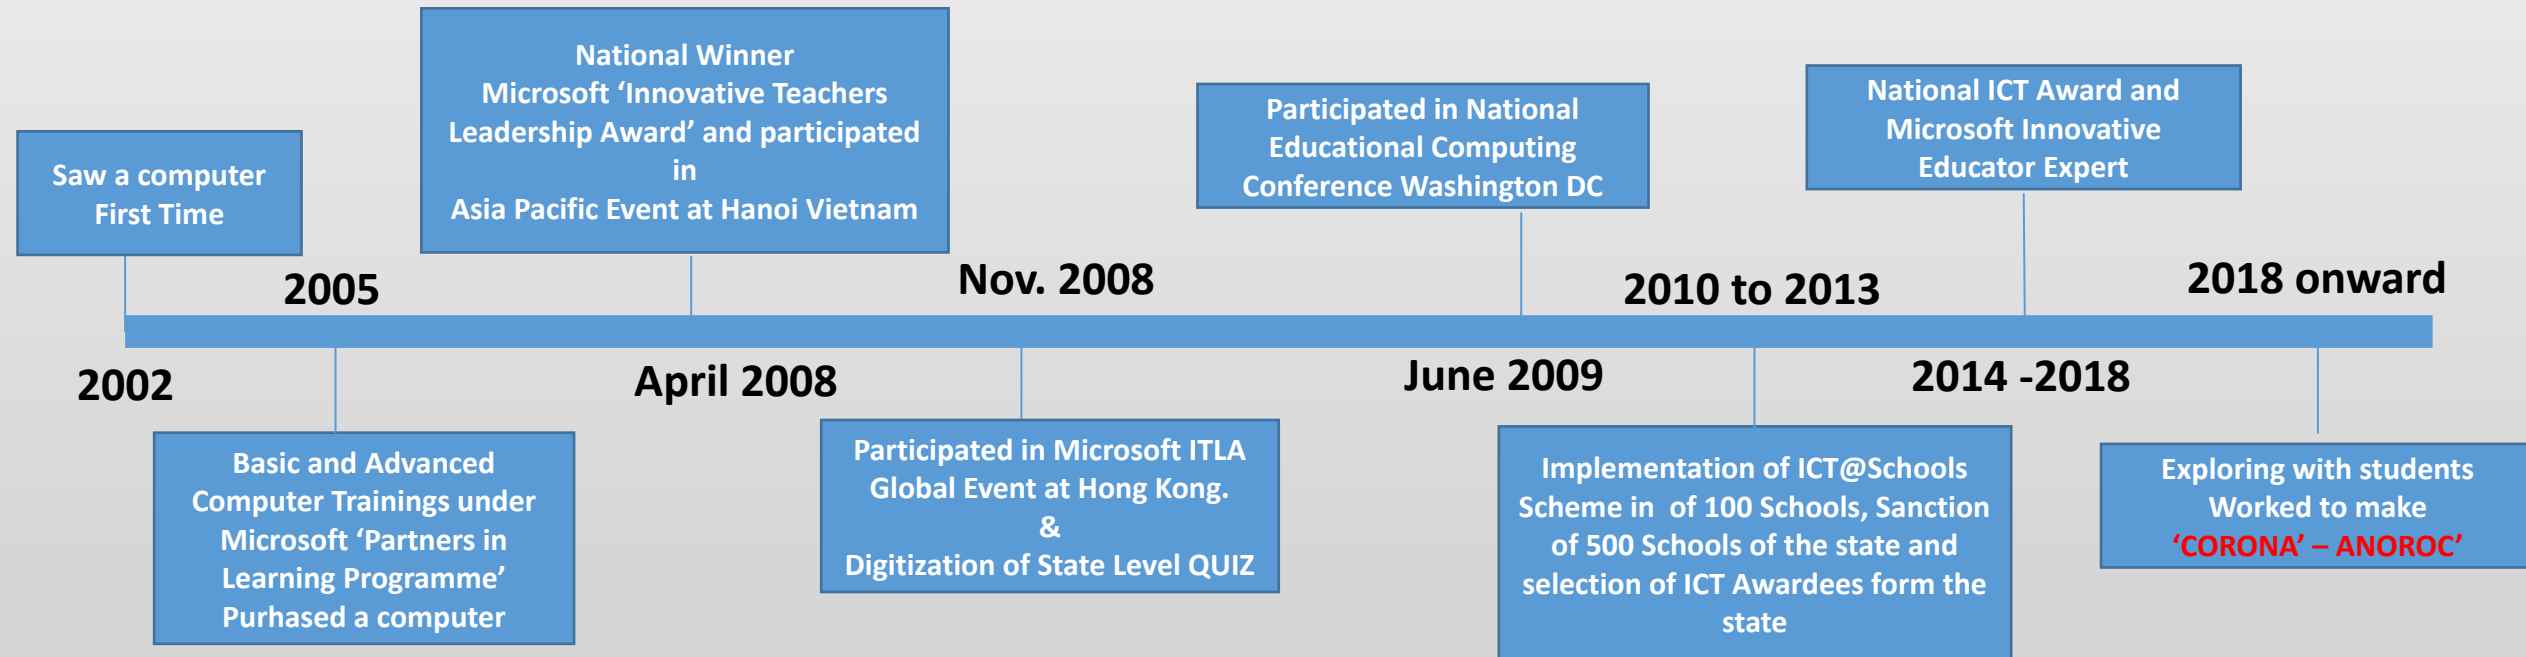 Saw a computer
First Time
2002
2005
Basic and Advanced
Computer Trainings under
Microsoft ‘Partners in
Learning Programme’
Purhased a computer
National Winner
Microsoft ‘Innovative Teachers
Leadership Award’ and participated
in
Asia Pacific Event at Hanoi Vietnam
April 2008
Nov. 2008
Participated in Microsoft ITLA
Global Event at Hong Kong.
&
Digitization of State Level QUIZ
Participated in National
Educational Computing
Conference Washington DC
June 2009
2010 to 2013
Implementation of ICT@Schools
Scheme in of 100 Schools, Sanction
of 500 Schools of the state and
selection of ICT Awardees form the
state
National ICT Award and
Microsoft Innovative
Educator Expert
2014 -2018
2018 onward
Exploring with students
Worked to make
‘CORONA’ – ANOROC’